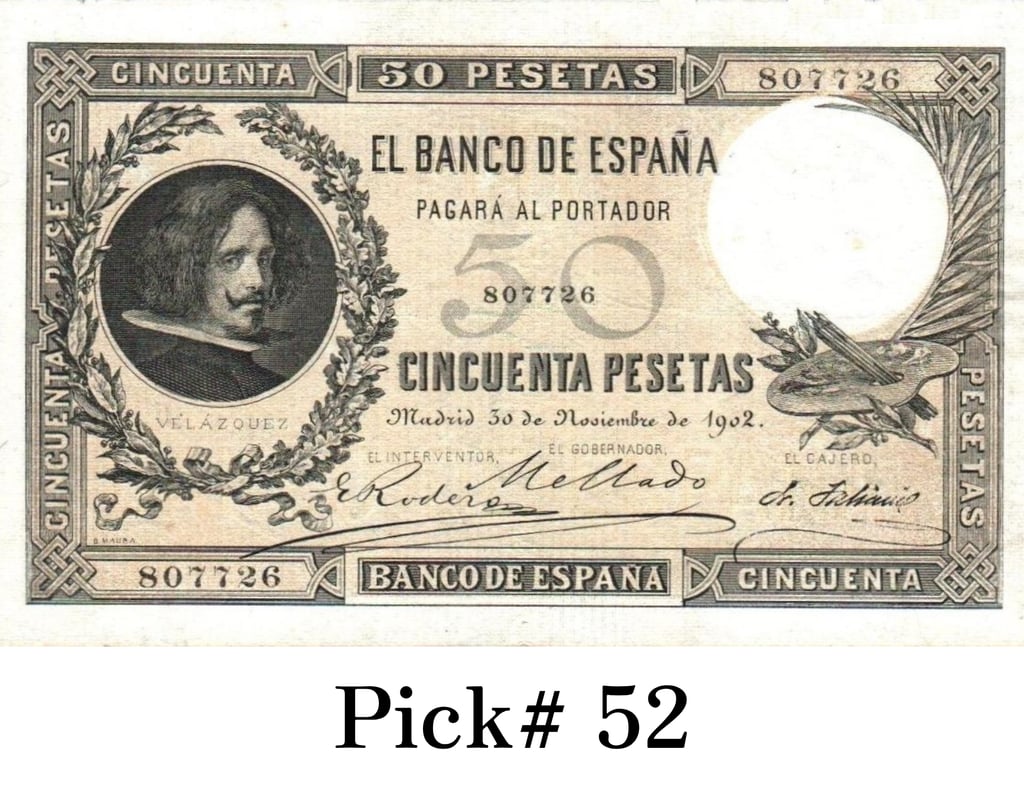 CINCUENTA 50 PESETAS 807726
CINCUENTA PESETAS
EL BANCO DE ESPAÑA
PAGARÁ AL PORTADOR
50
807726
CINCUENTA PESETAS
Madrid 30 de Noviembre de 1902.
VELÁZQUEZ
EL INTERVENTOR, EL GOBERNADOR, EL CAJERO,
E Rodero Mellado
B MAURA
PESETAS
807726 BANCO DE ESPAÑA CINCUENTA
Pick# 52